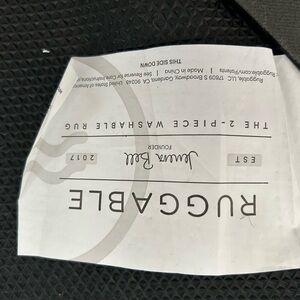 RUGGABLE
EST
Jeneva Bell
2017
FOUNDER
THE 2-PIECE WASHABLE RUG
Ruggable, LLC 17809 S Broadway, Gardena, CA 90248 United States of America
Ruggable.com/Patents | Made in China | See Reverse for Care Instructions
THIS SIDE DOWN